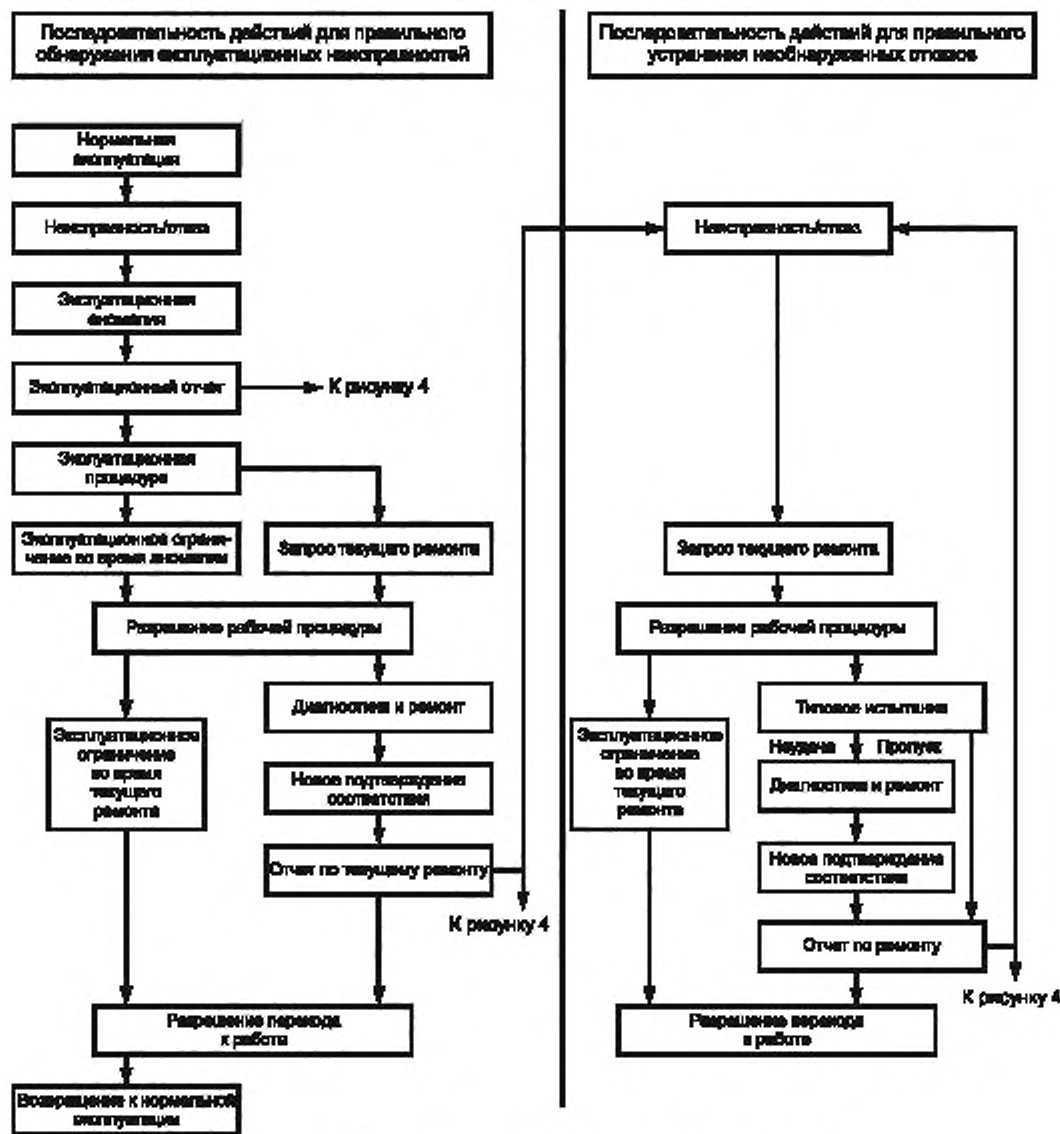 Последовательность действий для правильного
обнарувания експлуатационных неисправностей
Последовательность действий для правильного
устранения необнаруженных отказов
Нормальная
эксплуатация
Неисправность/отказ
Неисправность/отказ
Эксплуатационная
аномалия
Эксплуатационный отчет
К рисунку 4
Эксплуатационная
процедура
Эксплуатационное ограни-
чение во время аномалии
Запрос текущего ремонта
Запрос текущего ремонта
Разрешение рабочей процедуры
Разрешение рабочей процедуры
Диагностика и ремонт
Типовое испытание
Эксплуатационное
ограничение
во время
текущего
ремонта
Эксплуатационное
ограничение
во время
текущего
ремонта
Неудача
Пропуск
Новое подтверждение
соответствия
Диагностика и ремонт
Отчет по текущему ремонту
Новое подтверждение
соответствия
К рисунку 4
Отчет по ремонту
К рисунку 4
Разрешение перехода
к работе
Разрешение перехода
к работе
Возвращение к нормальной
эксплуатации